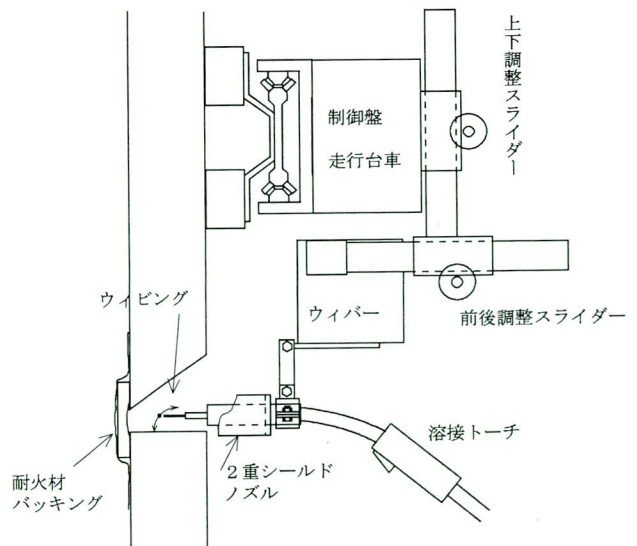 上下調整スライダー
制御盤
走行台車
ウィビング
ウィバー
前後調整スライダー
溶接トーチ
2重シールド
ノズル
耐火材
バッキング